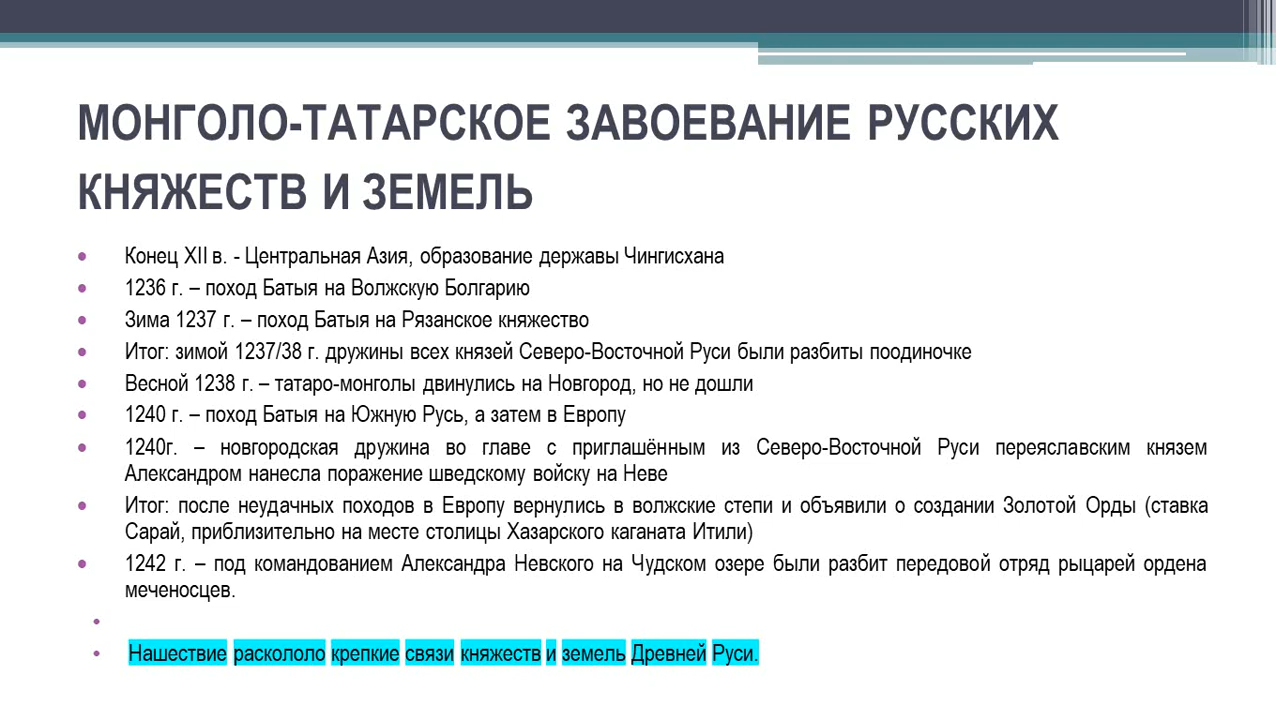 МОНГОЛО-ТАТАРСКОЕ ЗАВОЕВАНИЕ РУССКИХ
КНЯЖЕСТВ И ЗЕМЕЛЬ
• Конец XII в. - Центральная Азия, образование державы Чингисхана
• 1236 г. – поход Батыя на Волжскую Болгарию
• Зима 1237 г. – поход Батыя на Рязанское княжество
• Итог: зимой 1237/38 г. дружины всех князей Северо-Восточной Руси были разбиты поодиночке
• Весной 1238 г. – татаро-монголы двинулись на Новгород, но не дошли
• 1240 г. – поход Батыя на Южную Русь, а затем в Европу
• 1240г. – новгородская дружина во главе с приглашённым из Северо-Восточной Руси переяславским князем
Александром нанесла поражение шведскому войску на Неве
• Итог: после неудачных походов в Европу вернулись в волжские степи и объявили о создании Золотой Орды (ставка
Сарай, приблизительно на месте столицы Хазарского каганата Итили)
• 1242 г. – под командованием Александра Невского на Чудском озере были разбит передовой отряд рыцарей ордена
меченосцев.
•
• Нашествие раскололо крепкие связи княжеств и земель Древней Руси.